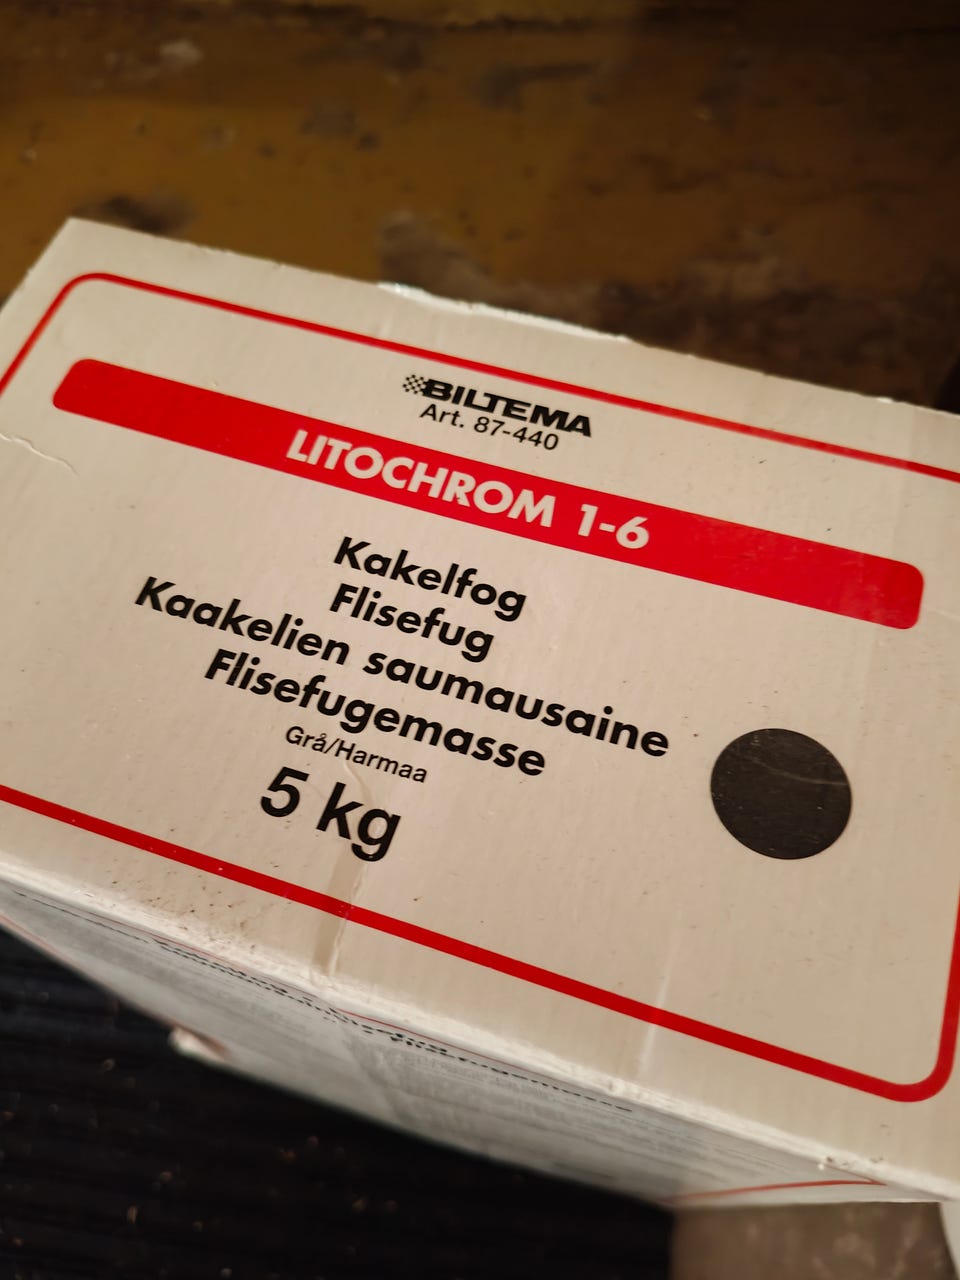 BILTEMA
Art. 87-440
LITOCHROM 1-6
Kakelfog
Flisefug
Kaakelien saumausaine
Flisefugemasse
Grå/Harmaa
5 kg